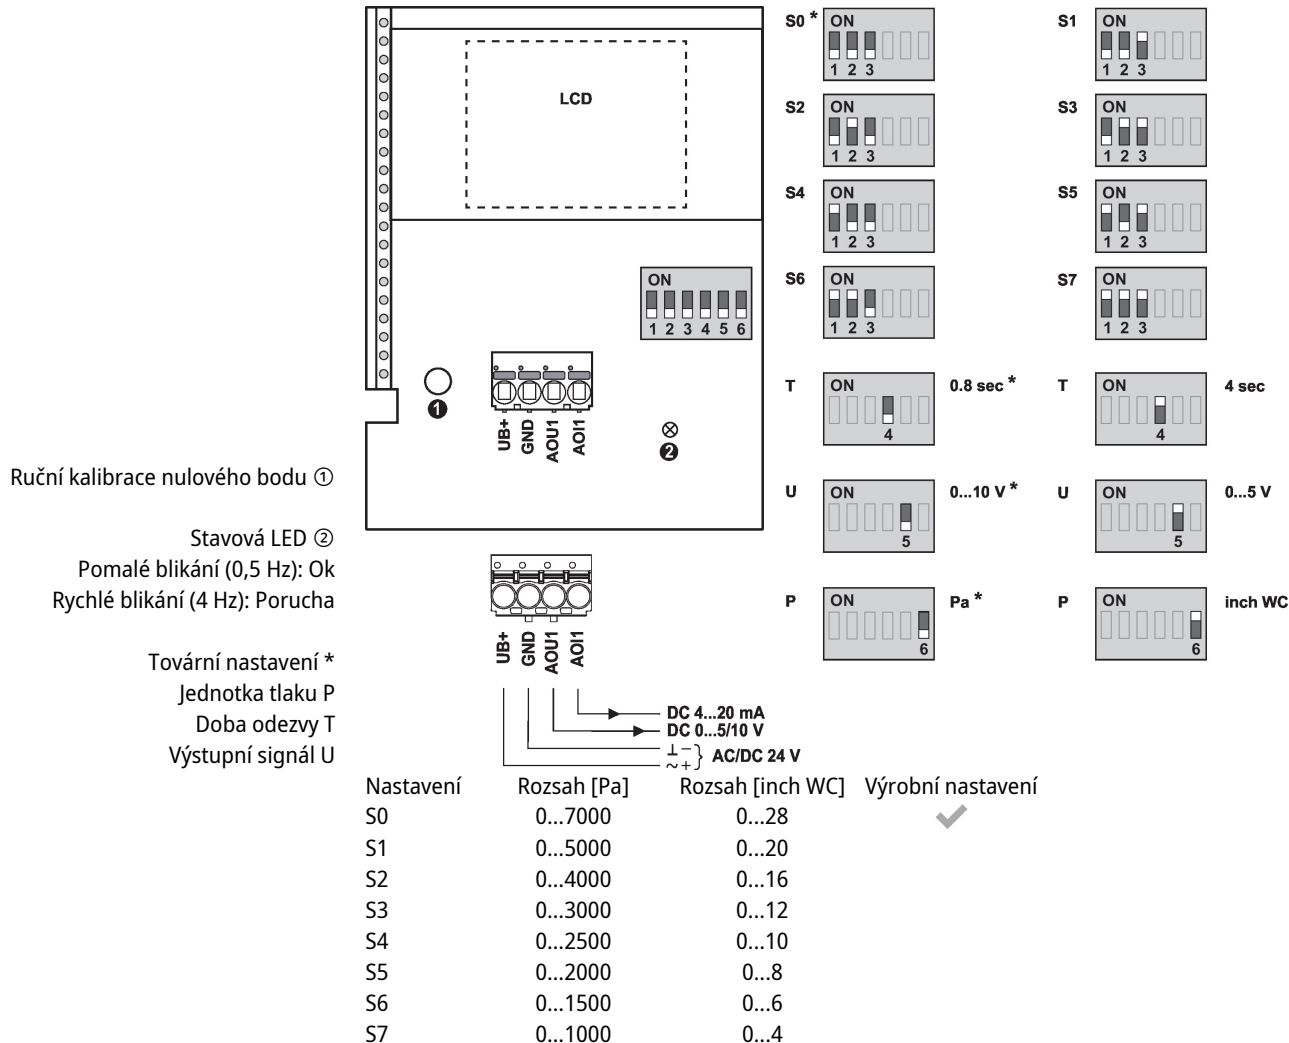 LCD
ON
1 2 3 4 5 6
❶
UB+
GND
AOU1
AOI1
❷
Ruční kalibrace nulového bodu ①
Stavová LED ②
Pomalé blikání (0,5 Hz): Ok
Rychlé blikání (4 Hz): Porucha
Tovární nastavení *
Jednotka tlaku P
Doba odezvy T
Výstupní signál U
UB+
GND
AOU1
AOI1
DC 4...20 mA
DC 0...5/10 V
⊥ –
~ + } AC/DC 24 V
S0 * ON
1 2 3
S1 ON
1 2 3
S2 ON
1 2 3
S3 ON
1 2 3
S4 ON
1 2 3
S5 ON
1 2 3
S6 ON
1 2 3
S7 ON
1 2 3
T ON 0.8 sec *
4
T ON 4 sec
4
U ON 0...10 V *
5
U ON 0...5 V
5
P ON Pa *
6
P ON inch WC
6
Nastavení Rozsah [Pa] Rozsah [inch WC] Výrobní nastavení
S0 0...7000 0...28 ✔
S1 0...5000 0...20
S2 0...4000 0...16
S3 0...3000 0...12
S4 0...2500 0...10
S5 0...2000 0...8
S6 0...1500 0...6
S7 0...1000 0...4